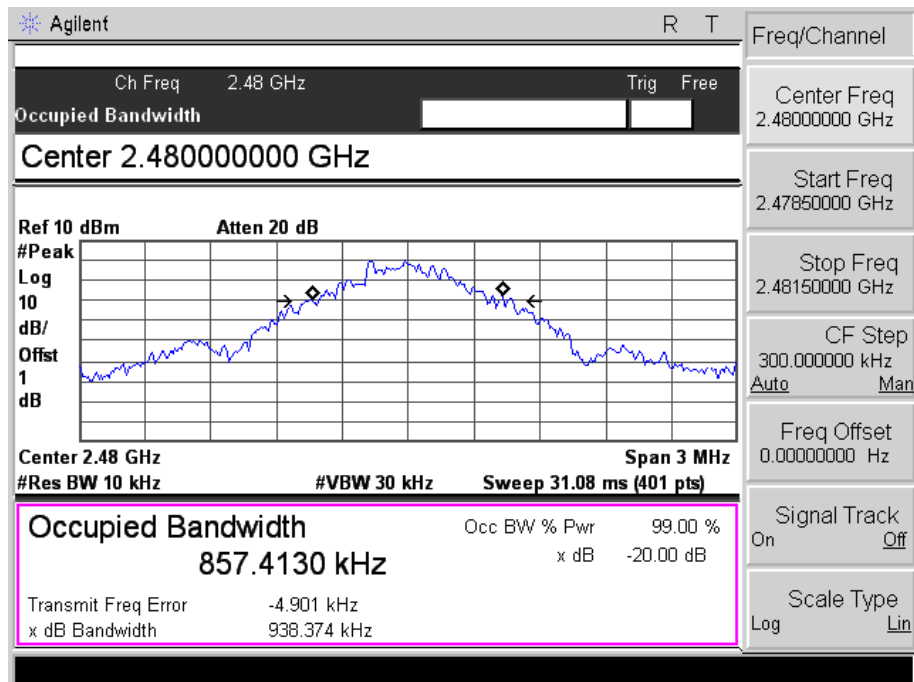 Agilent R T
Ch Freq 2.48 GHz Trig Free
Occupied Bandwidth
Center 2.480000000 GHz
Ref 10 dBm Atten 20 dB
#Peak
Log
10
dB/
Offst
1
dB
Center 2.48 GHz Span 3 MHz
#Res BW 10 kHz #VBW 30 kHz Sweep 31.08 ms (401 pts)
Occupied Bandwidth Occ BW % Pwr 99.00 %
857.4130 kHz x dB -20.00 dB
Transmit Freq Error -4.901 kHz
x dB Bandwidth 938.374 kHz
Freq/Channel
Center Freq
2.48000000 GHz
Start Freq
2.47850000 GHz
Stop Freq
2.48150000 GHz
CF Step
300.000000 kHz
Auto Man
Freq Offset
0.00000000 Hz
Signal Track
On Off
Scale Type
Log Lin